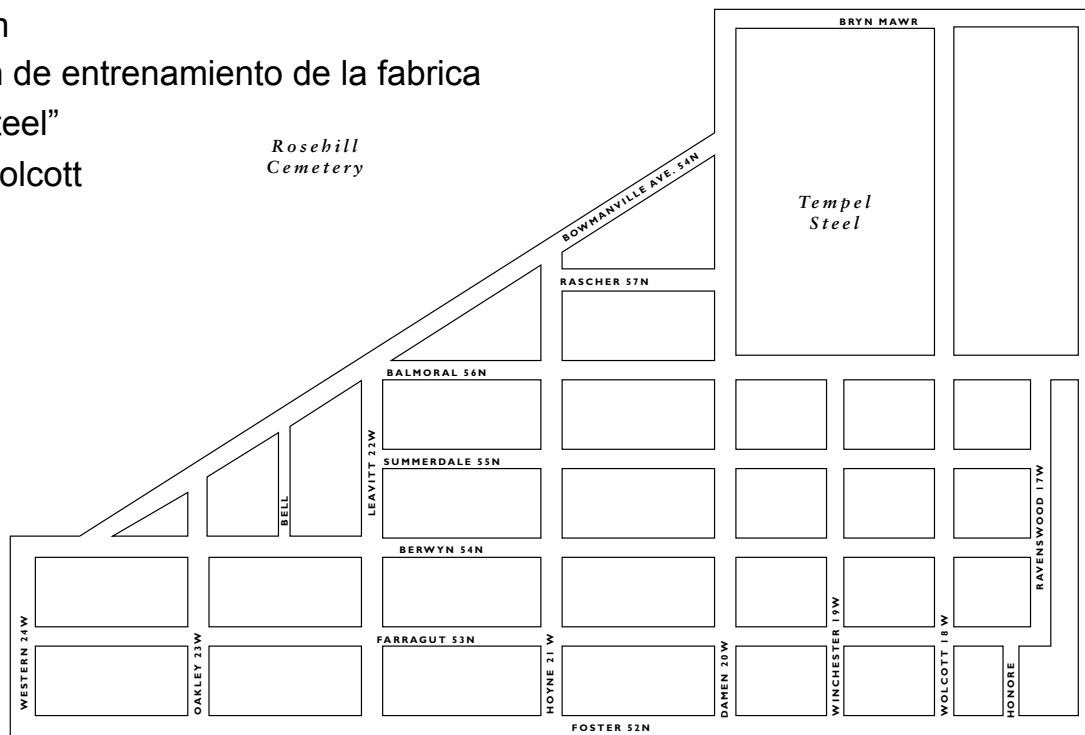 n
n de entrenamiento de la fabrica
teel”
olcott
Rosehill
Cemetery
BRYN MAWR
BOWMANVILLE AVE. 54N
Tempel
Steel
RASCHER 57N
BALMORAL 56N
LEAVITT 22W
SUMMERDALE 55N
BELL
RAVENSWOOD 17W
BERWYN 54N
WESTERN 24W
OAKLEY 23W
FARRAGUT 53N
HOYNE 21 W
DAMEN 20W
WINCHESTER 19W
WOLCOTT 18 W
HONORE
FOSTER 52N